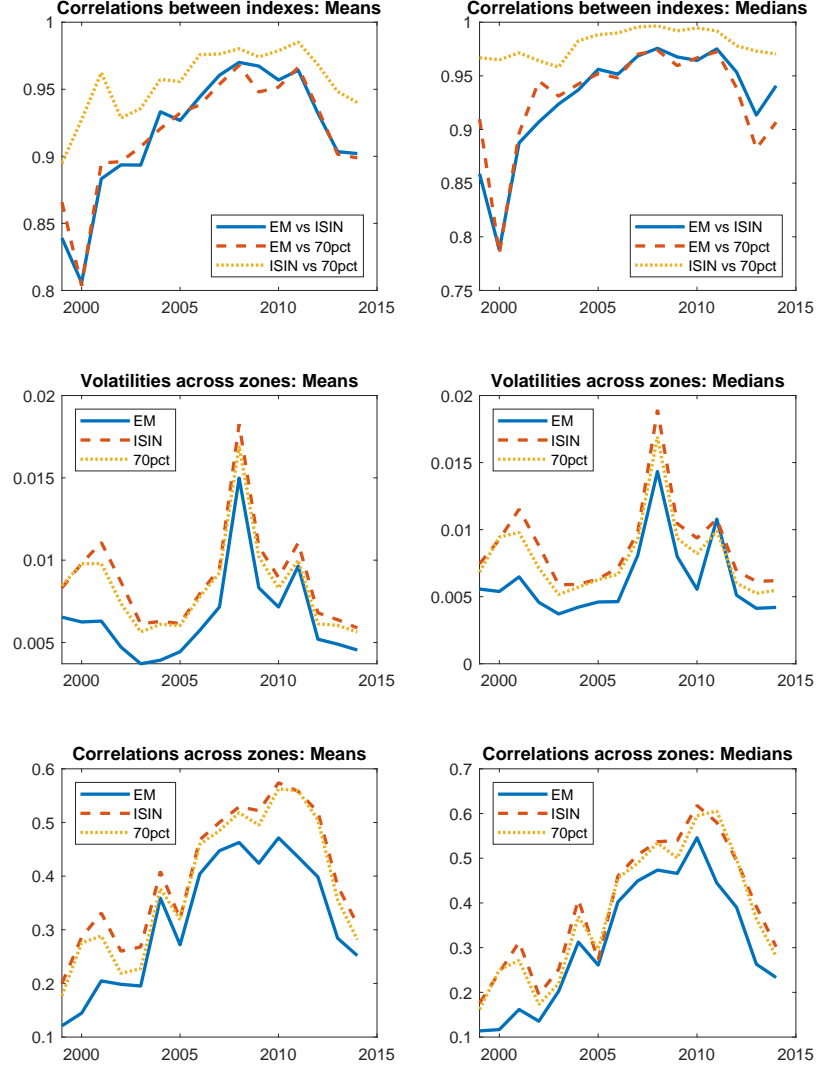 Correlations between indexes: Means
1
0.95
0.9
0.85
0.8
2000 2005 2010 2015
EM vs ISIN
EM vs 70pct
ISIN vs 70pct
Correlations between indexes: Medians
1
0.95
0.9
0.85
0.8
0.75
2000 2005 2010 2015
EM vs ISIN
EM vs 70pct
ISIN vs 70pct
Volatilities across zones: Means
0.02
0.015
0.01
0.005
2000 2005 2010 2015
EM
ISIN
70pct
Volatilities across zones: Medians
0.02
0.015
0.01
0.005
0
2000 2005 2010 2015
EM
ISIN
70pct
Correlations across zones: Means
0.6
0.5
0.4
0.3
0.2
0.1
2000 2005 2010 2015
EM
ISIN
70pct
Correlations across zones: Medians
0.7
0.6
0.5
0.4
0.3
0.2
0.1
2000 2005 2010 2015
EM
ISIN
70pct